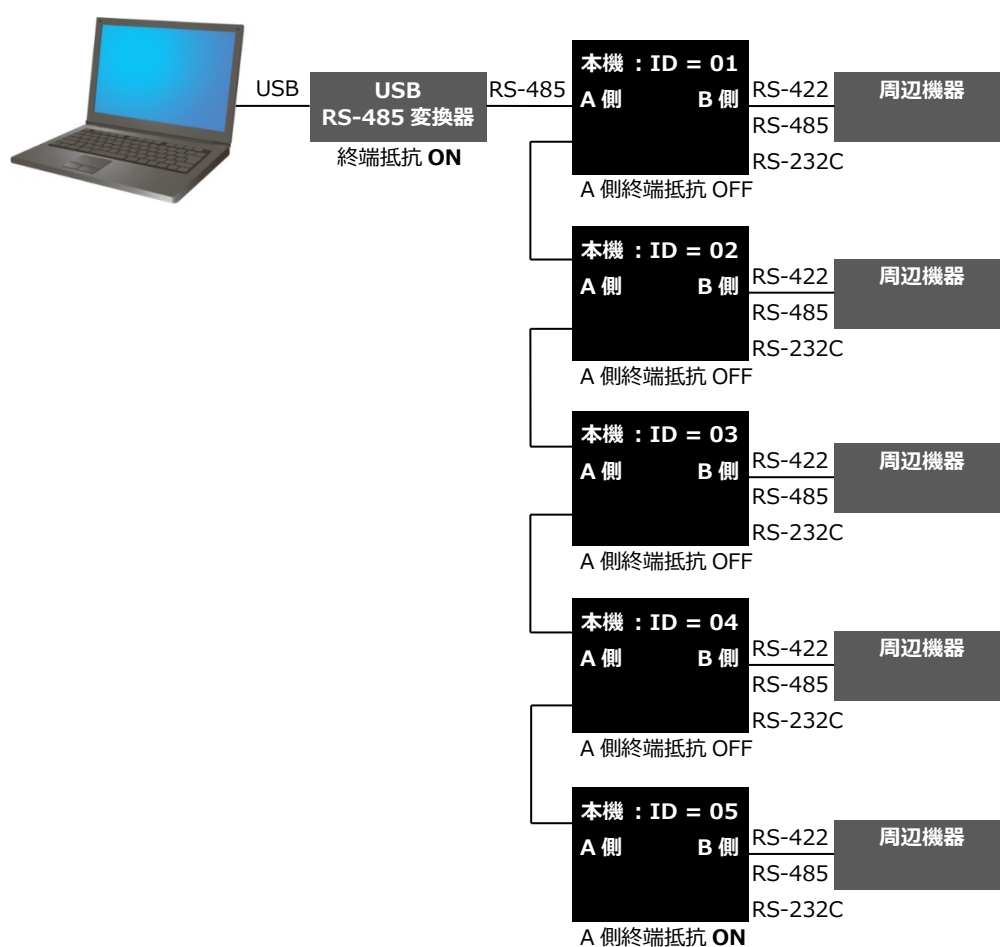 USB
USB
RS-485 変換器
終端抵抗 ON
RS-485
本機 : ID = 01
A 側 B 側
RS-422
RS-485
RS-232C
周辺機器
A 側終端抵抗 OFF
本機 : ID = 02
A 側 B 側
RS-422
RS-485
RS-232C
周辺機器
A 側終端抵抗 OFF
本機 : ID = 03
A 側 B 側
RS-422
RS-485
RS-232C
周辺機器
A 側終端抵抗 OFF
本機 : ID = 04
A 側 B 側
RS-422
RS-485
RS-232C
周辺機器
A 側終端抵抗 OFF
本機 : ID = 05
A 側 B 側
RS-422
RS-485
RS-232C
周辺機器
A 側終端抵抗 ON